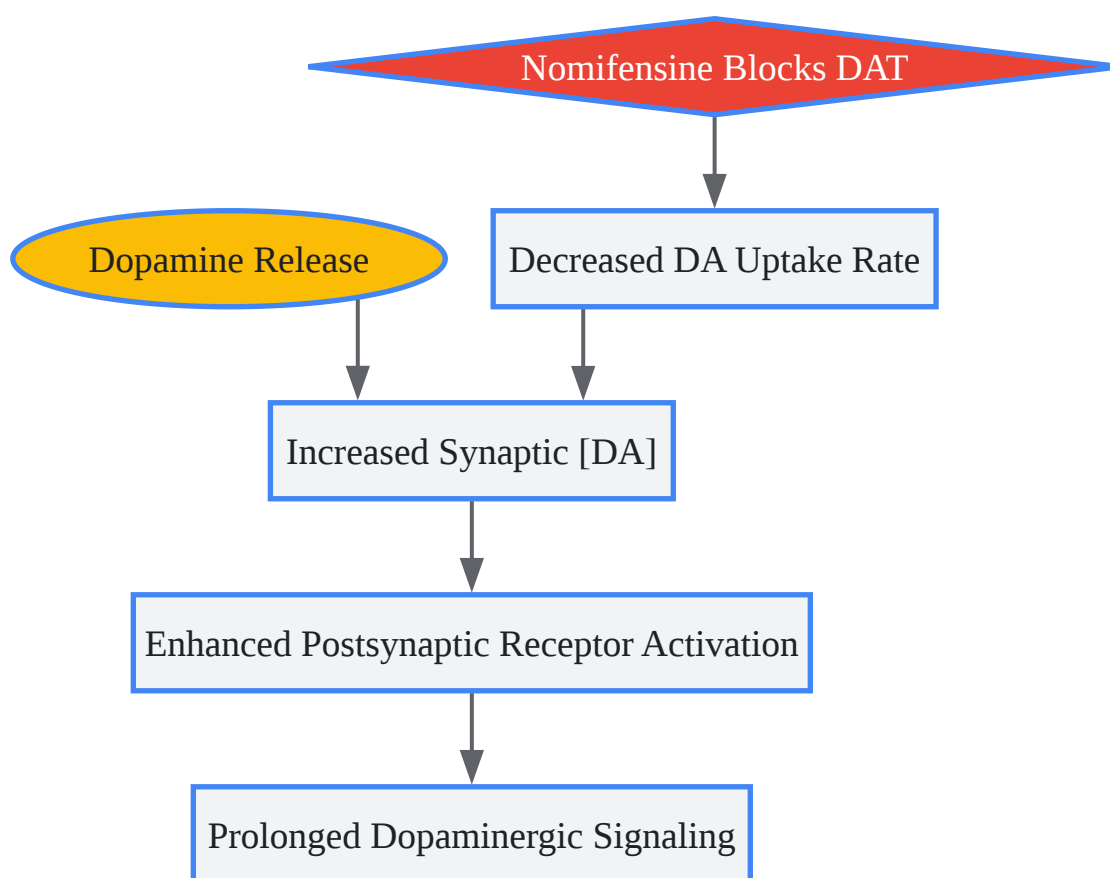 Nomifensine Blocks DAT
Dopamine Release
Decreased DA Uptake Rate
Increased Synaptic [DA]
Enhanced Postsynaptic Receptor Activation
Prolonged Dopaminergic Signaling